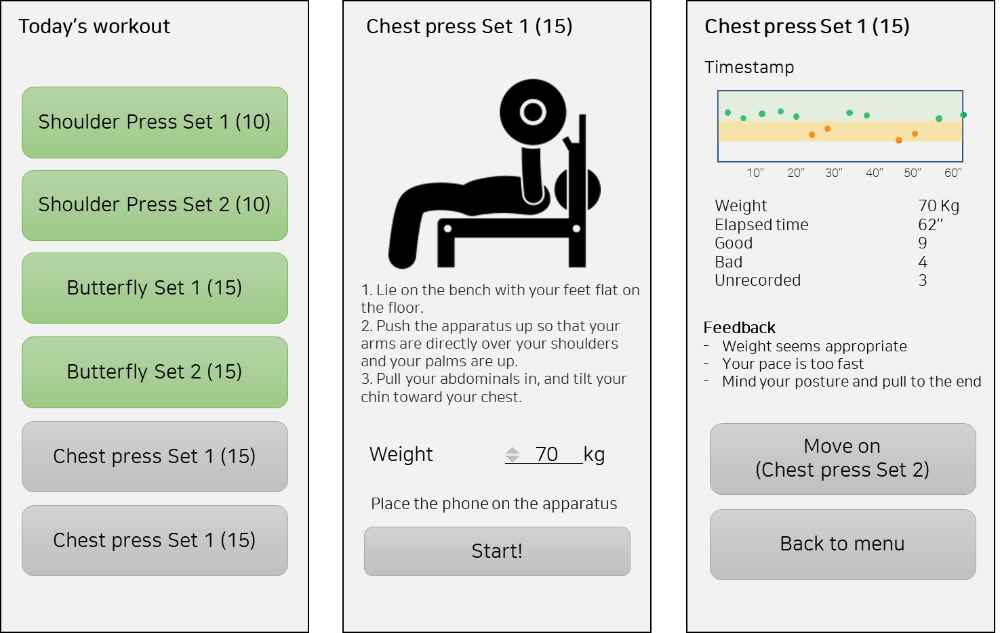 Today's workout
Shoulder Press Set 1 (10)
Shoulder Press Set 2 (10)
Butterfly Set 1 (15)
Butterfly Set 2 (15)
Chest press Set 1 (15)
Chest press Set 1 (15)
Chest press Set 1 (15)
1. Lie on the bench with your feet flat on
the floor.
2. Push the apparatus up so that your
arms are directly over your shoulders
and your palms are up.
3. Pull your abdominals in, and tilt your
chin toward your chest.
Weight 70 kg
Place the phone on the apparatus
Start!
Chest press Set 1 (15)
Timestamp
10” 20” 30” 40” 50” 60”
Weight 70 Kg
Elapsed time 62”
Good 9
Bad 4
Unrecorded 3
Feedback
- Weight seems appropriate
- Your pace is too fast
- Mind your posture and pull to the end
Move on
(Chest press Set 2)
Back to menu